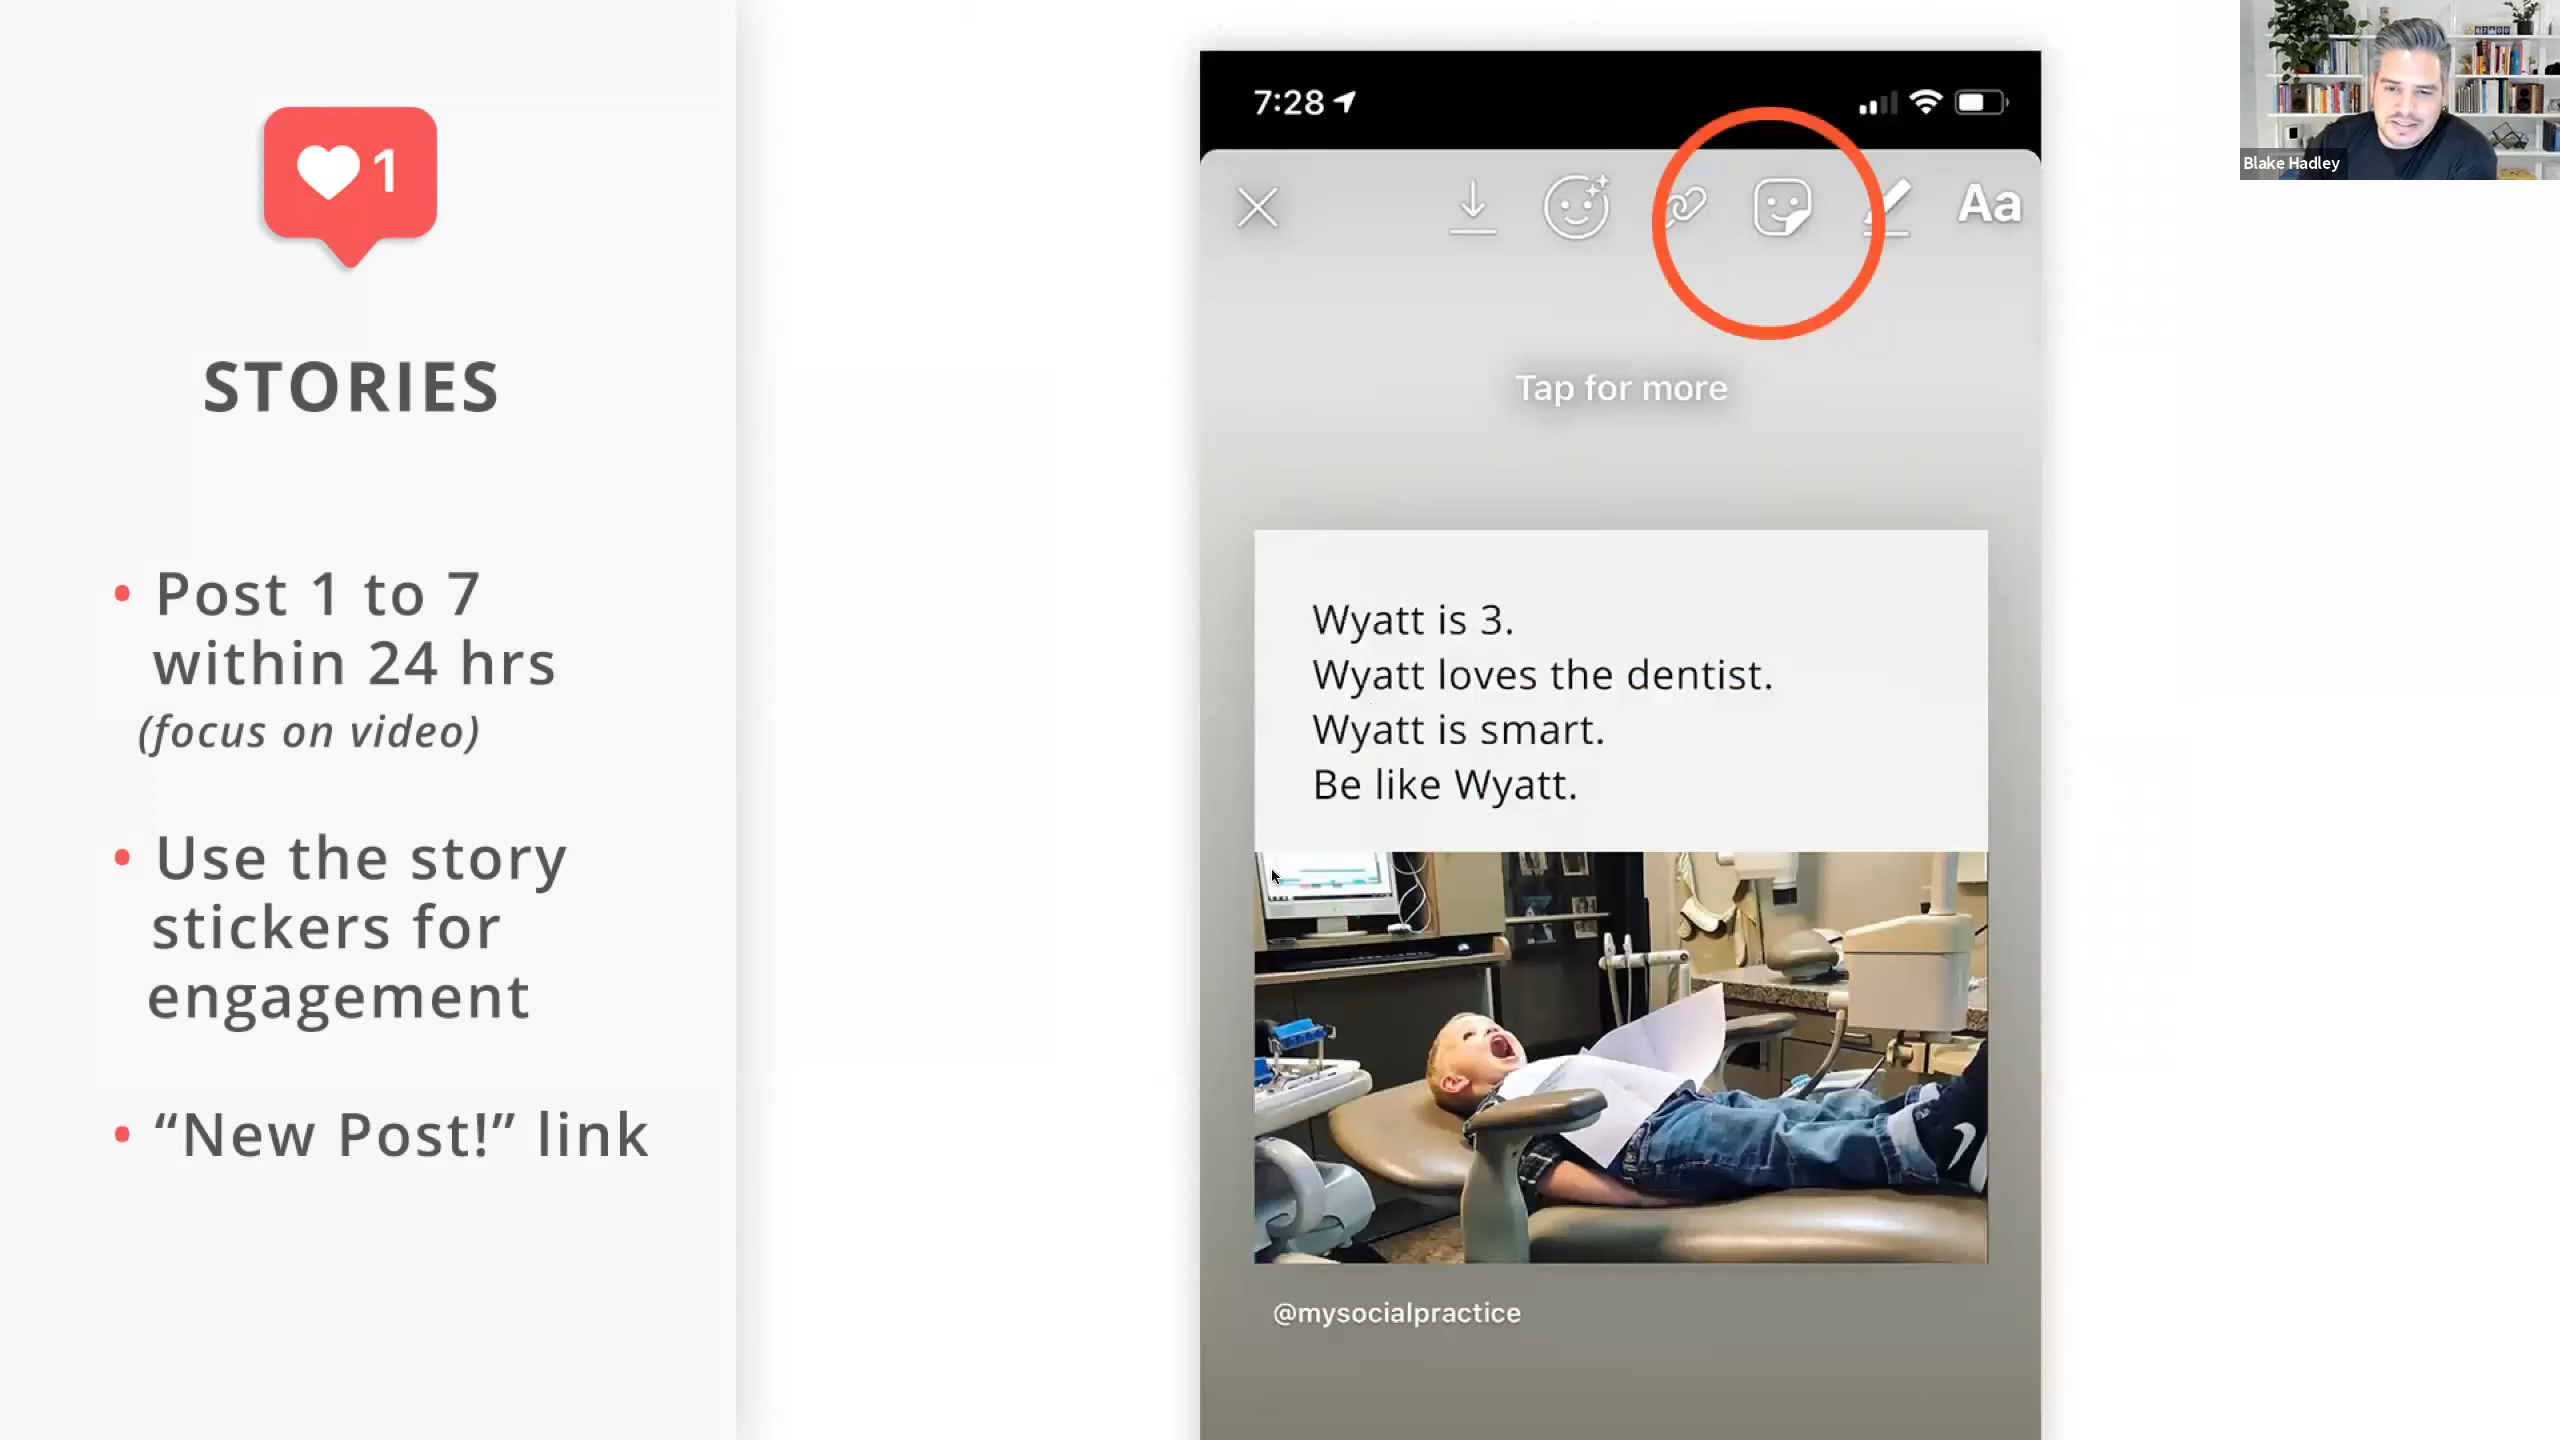 1
STORIES
• Post 1 to 7
within 24 hrs
(focus on video)
• Use the story
stickers for
engagement
• “New Post!” link
7:28
Aa
Tap for more
Wyatt is 3.
Wyatt loves the dentist.
Wyatt is smart.
Be like Wyatt.
@mysocialpractice
Blake Hadley